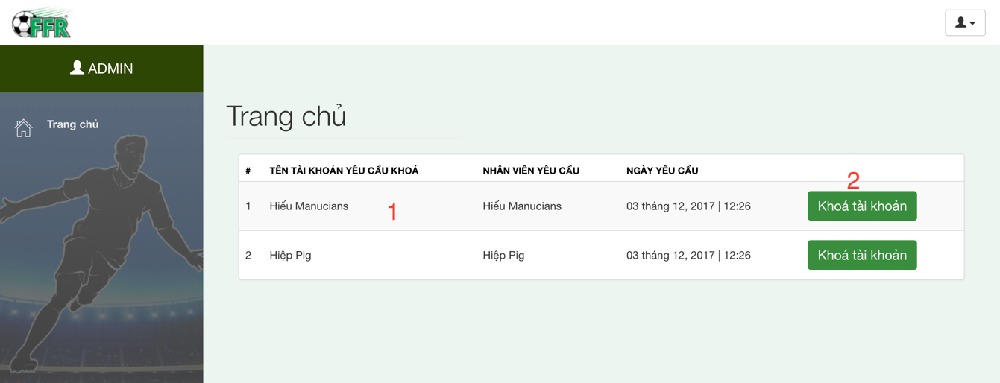 FFR
ADMIN
Trang chủ
Trang chủ
# TÊN TÀI KHOẢN YÊU CẦU KHOÁ NHÂN VIÊN YÊU CẦU NGÀY YÊU CẦU
2
1 Hiếu Manucians 1 Hiếu Manucians 03 tháng 12, 2017 | 12:26 Khoá tài khoản
2 Hiệp Pig Hiệp Pig 03 tháng 12, 2017 | 12:26 Khoá tài khoản